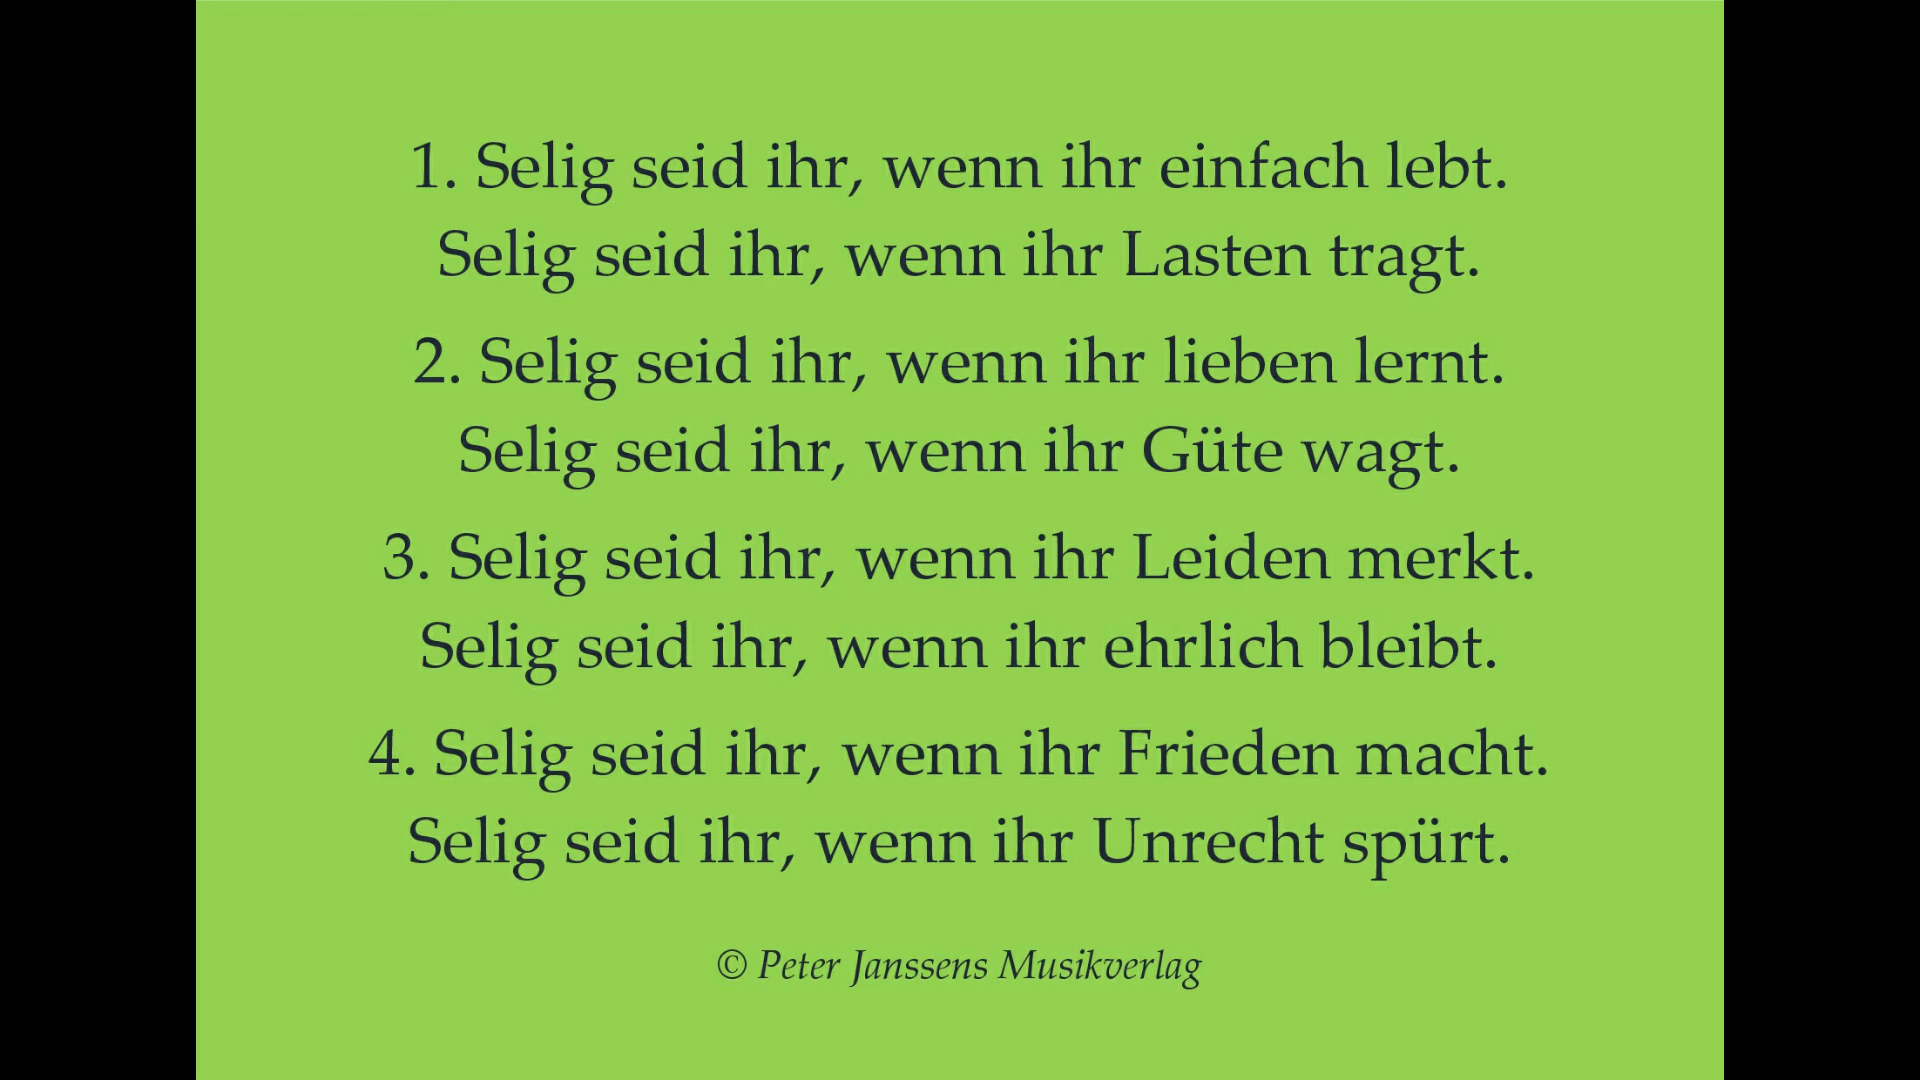 1. Selig seid ihr, wenn ihr einfach lebt.
Selig seid ihr, wenn ihr Lasten tragt.
2. Selig seid ihr, wenn ihr lieben lernt.
Selig seid ihr, wenn ihr Güte wagt.
3. Selig seid ihr, wenn ihr Leiden merkt.
Selig seid ihr, wenn ihr ehrlich bleibt.
4. Selig seid ihr, wenn ihr Frieden macht.
Selig seid ihr, wenn ihr Unrecht spürt.
© Peter Janssens Musikverlag